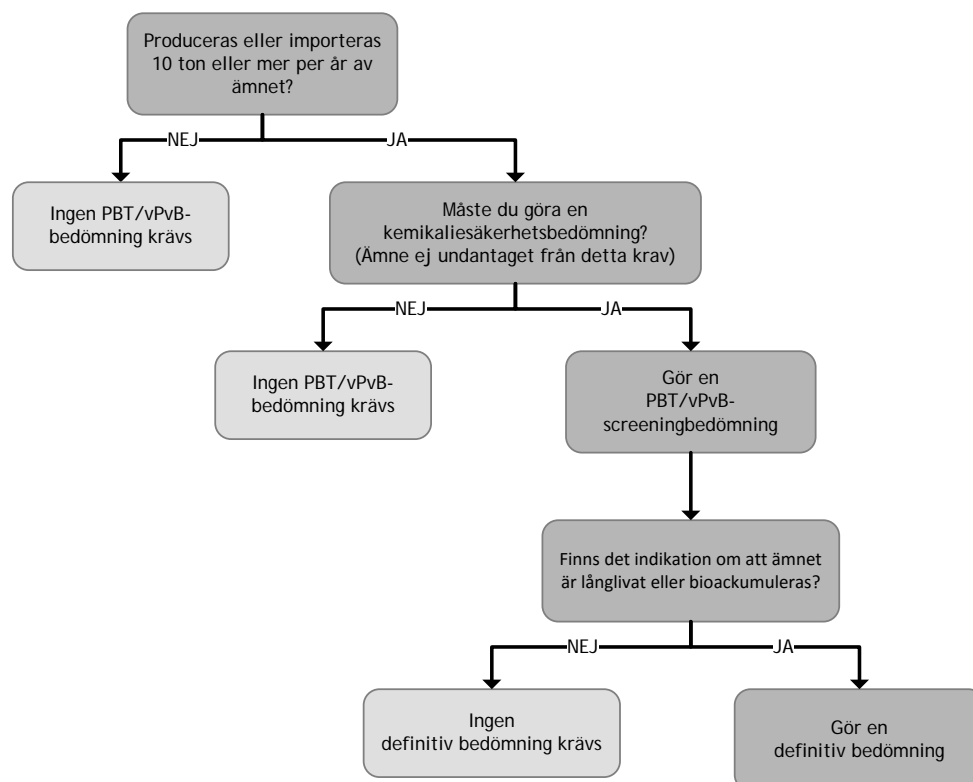 Produceras eller importeras
10 ton eller mer per år av
ämnet?
NEJ
JA
Ingen PBT/vPvB-
bedömning krävs
Måste du göra en
kemikaliesäkerhetsbedömning?
(Ämne ej undantaget från detta krav)
NEJ
JA
Ingen PBT/vPvB-
bedömning krävs
Gör en
PBT/vPvB-
screeningbedömning
Finns det indikation om att ämnet
är långlivat eller bioackumuleras?
NEJ
JA
Ingen
definitiv bedömning krävs
Gör en
definitiv bedömning